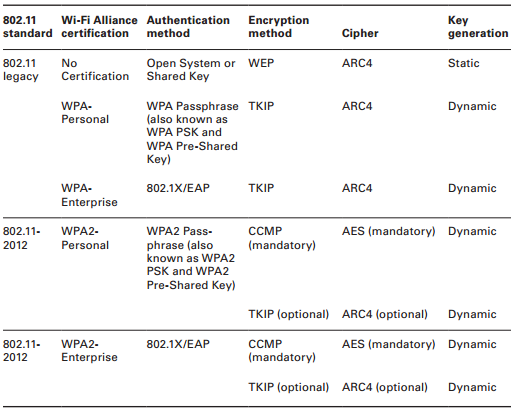 802.11 Wi-Fi Alliance Authentication Encryption Key
standard certification method method Cipher generation
802.11 No Open System or WEP ARC4 Static
legacy Certification Shared Key
WPA- WPA Passphrase TKIP ARC4 Dynamic
Personal (also known as
WPA PSK and
WPA Pre-Shared
Key)
WPA- 802.1X/EAP TKIP ARC4 Dynamic
Enterprise
802.11- WPA2- WPA2 Pass- CCMP AES (mandatory) Dynamic
2012 Personal phrase (also (mandatory)
known as WPA2
PSK and WPA2
Pre-Shared Key)
TKIP (optional) ARC4 (optional) Dynamic
802.11- WPA2- 802.1X/EAP CCMP AES (mandatory) Dynamic
2012 Enterprise (mandatory)
TKIP (optional) ARC4 (optional) Dynamic